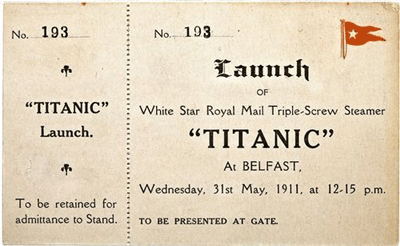 No. 193
"TITANIC"
Launch.
To be retained for
admittance to Stand.
No. 193
Launch
OF
White Star Royal Mail Triple-Screw Steamer
"TITANIC"
At BELFAST,
Wednesday, 31st May, 1911, at 12-15 p.m.
TO BE PRESENTED AT GATE.